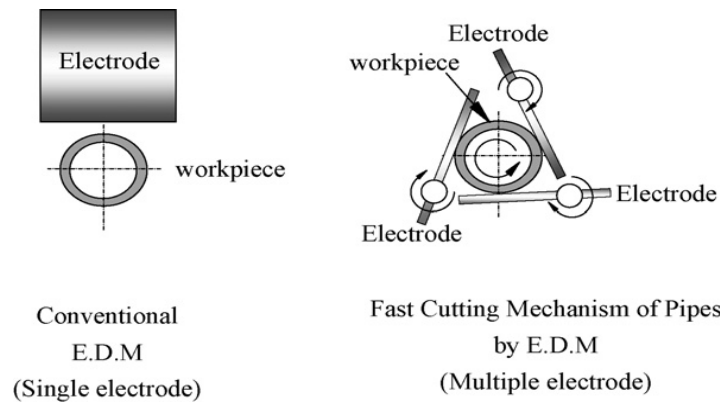 Electrode
workpiece
Conventional
E.D.M
(Single electrode)
Electrode
workpiece
Electrode
Electrode
Fast Cutting Mechanism of Pipes
by E.D.M
(Multiple electrode)